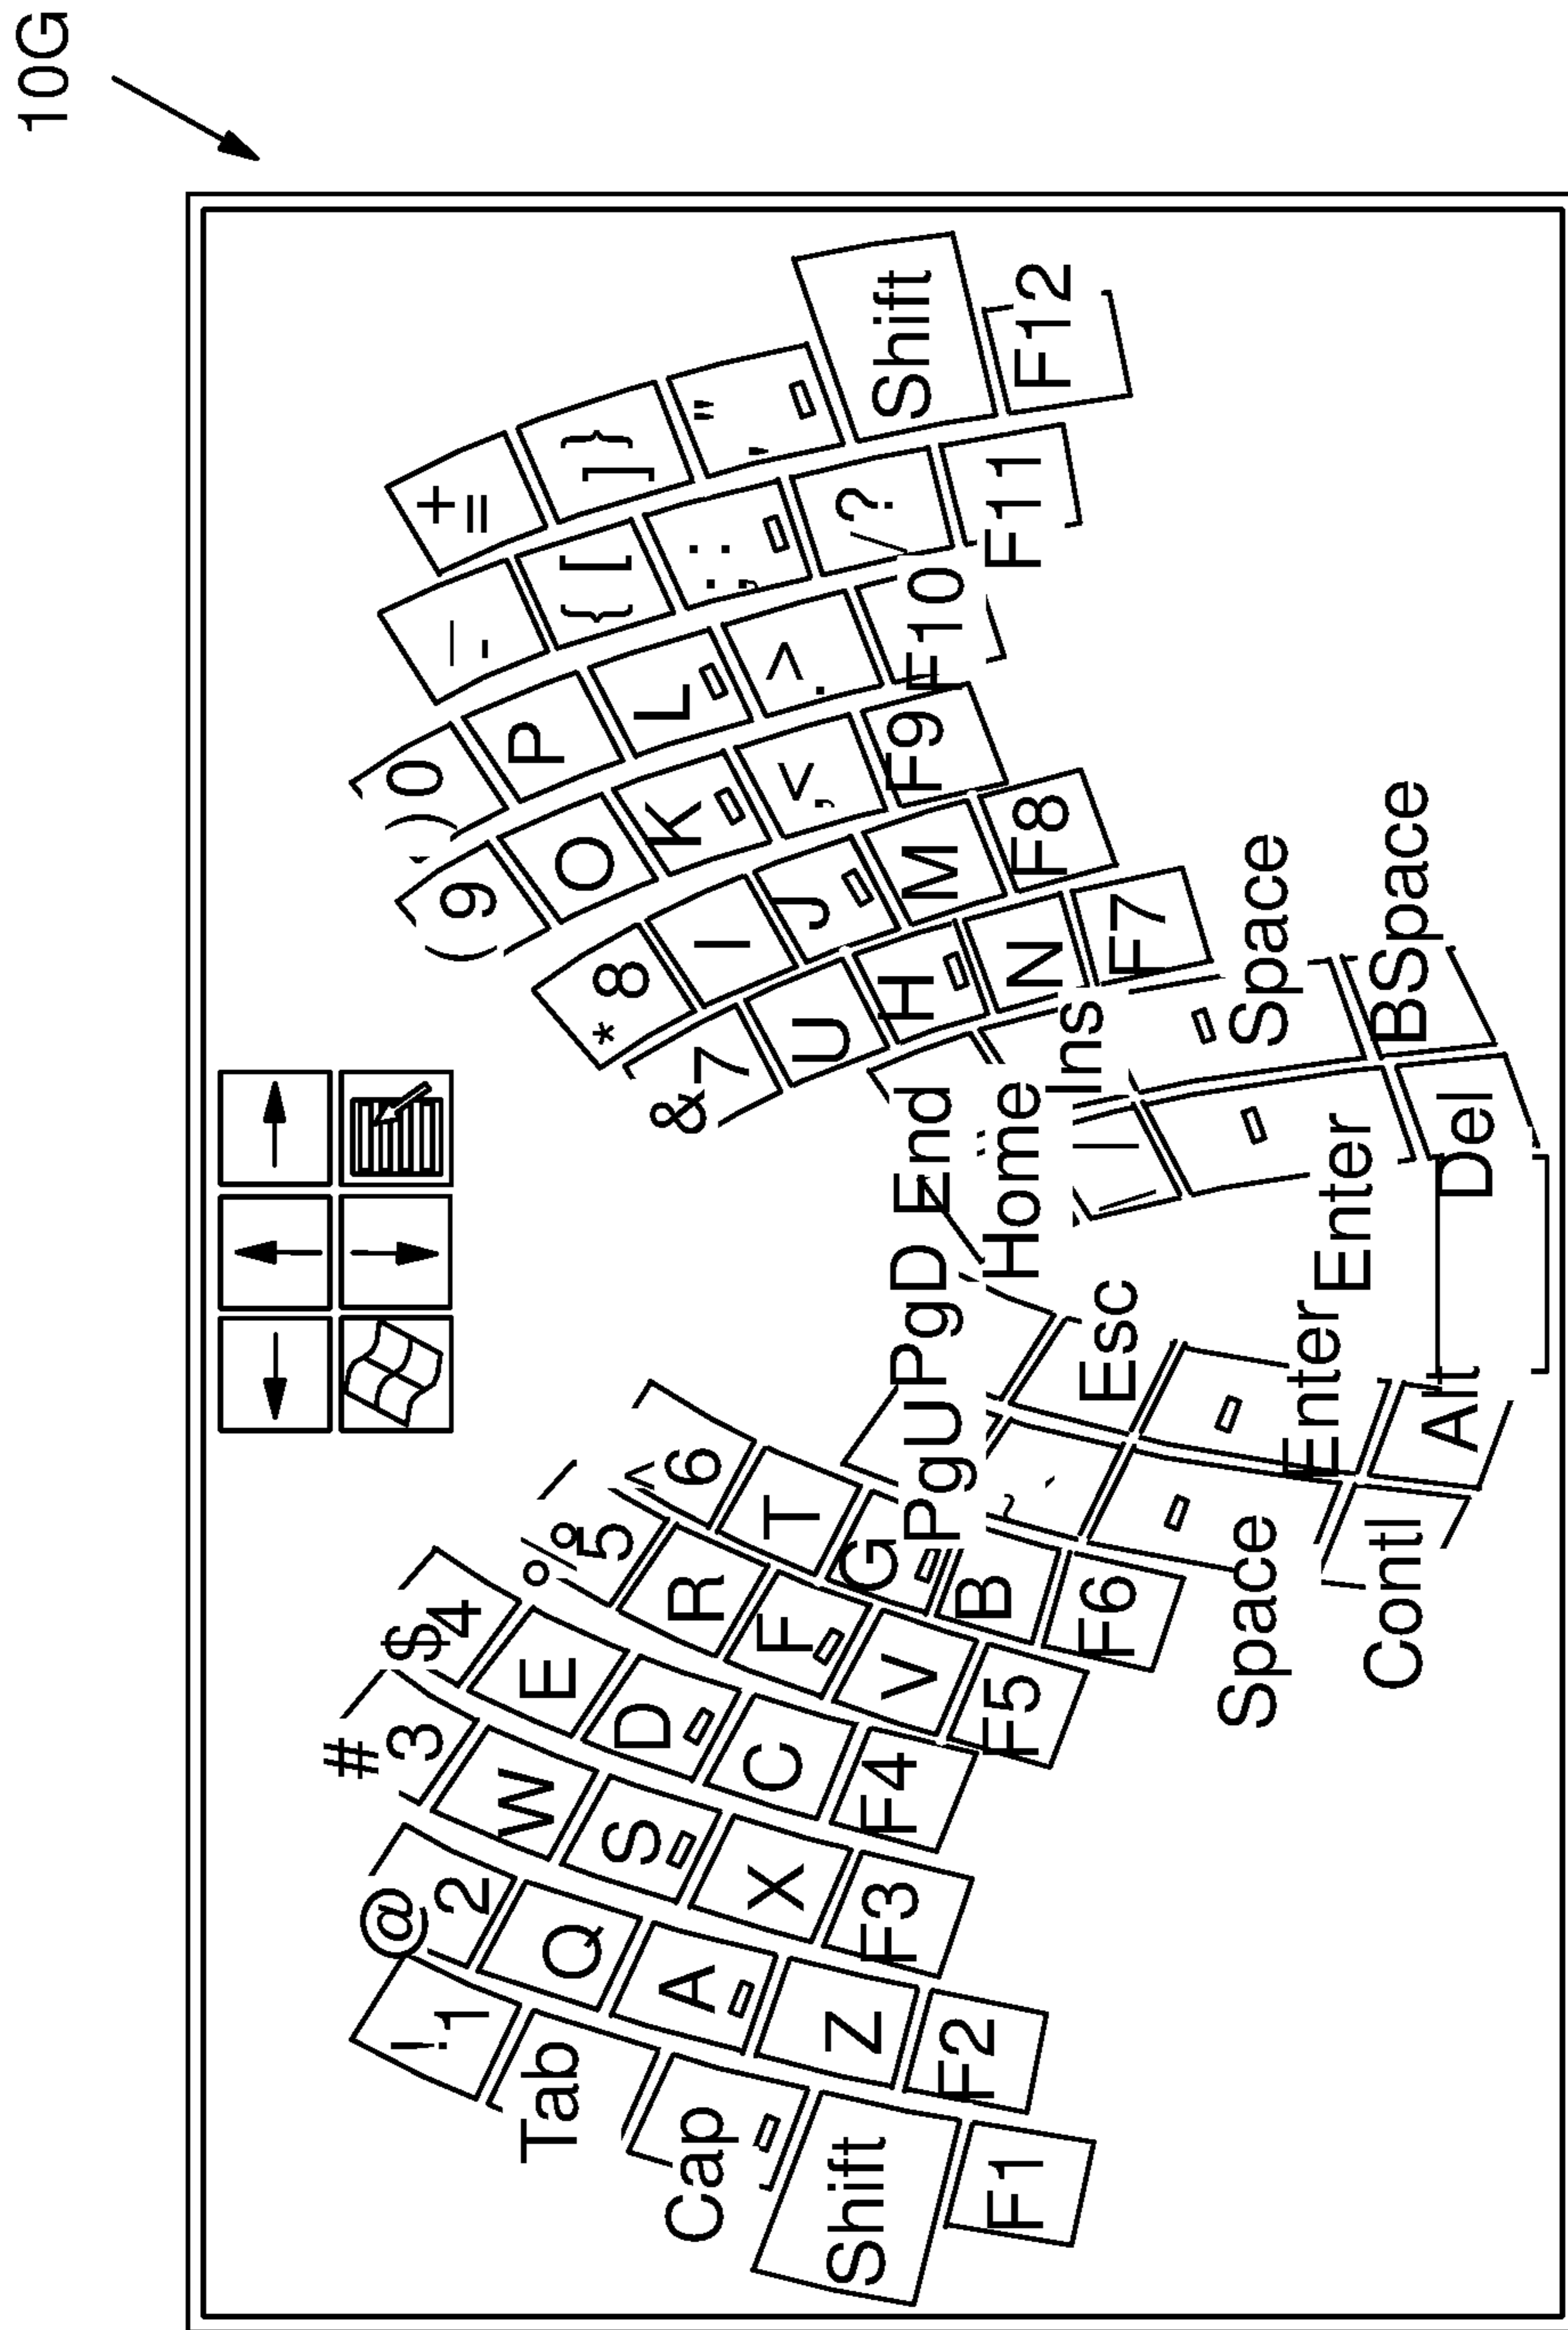 10G
! 1 @ 2 # 3 $ 4 % 5 ^ 6 & 7 * 8 ( 9 ) 0 _ - + =
Tab Q W E R T U I O P { [ ] }
Cap A S D F G H J K L : ; " '
Shift Z X C V B N M < , > . / ? Shift
F1 F2 F3 F4 F5 F6 F7 F8 F9 F10 F11 F12
PgU PgD End
Home
~ ` Esc | \ Ins
Space Enter Enter Space
Contl Alt Del BSpace